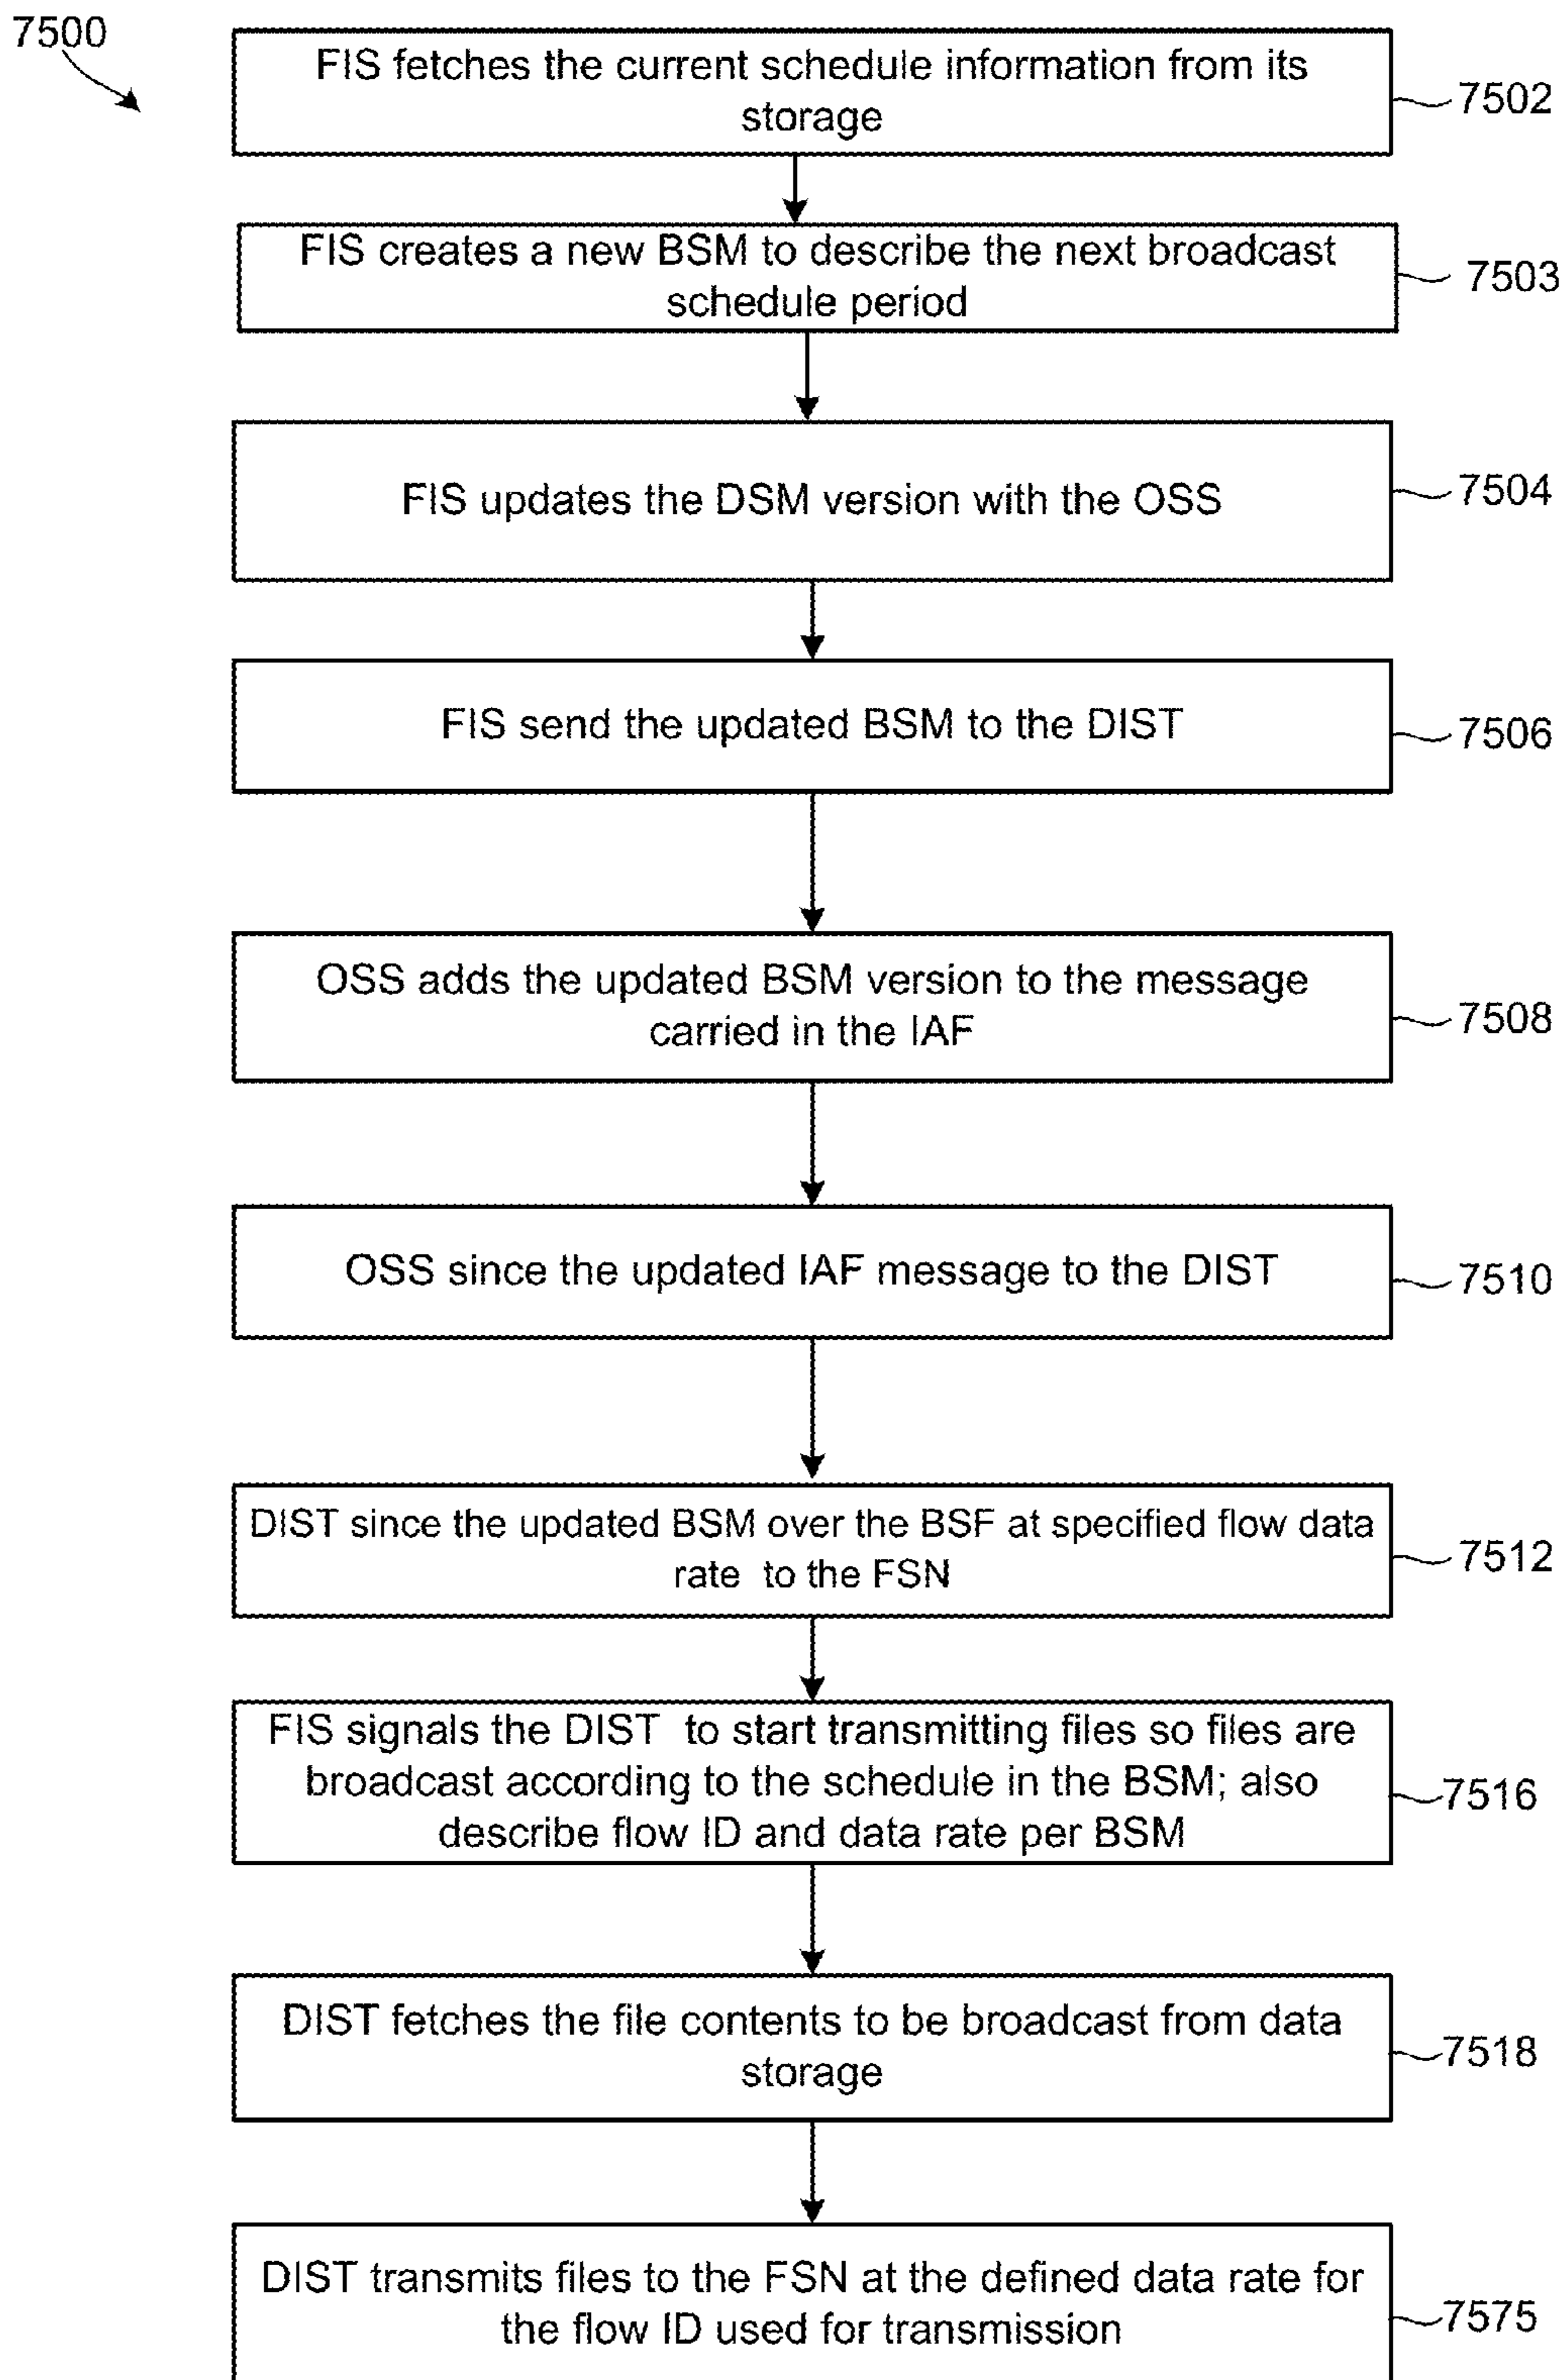 7500
FIS fetches the current schedule information from its
storage
7502
FIS creates a new BSM to describe the next broadcast
schedule period
7503
FIS updates the DSM version with the OSS
7504
FIS send the updated BSM to the DIST
7506
OSS adds the updated BSM version to the message
carried in the IAF
7508
OSS since the updated IAF message to the DIST
7510
DIST since the updated BSM over the BSF at specified flow data
rate to the FSN
7512
FIS signals the DIST to start transmitting files so files are
broadcast according to the schedule in the BSM; also
describe flow ID and data rate per BSM
7516
DIST fetches the file contents to be broadcast from data
storage
7518
DIST transmits files to the FSN at the defined data rate for
the flow ID used for transmission
7575